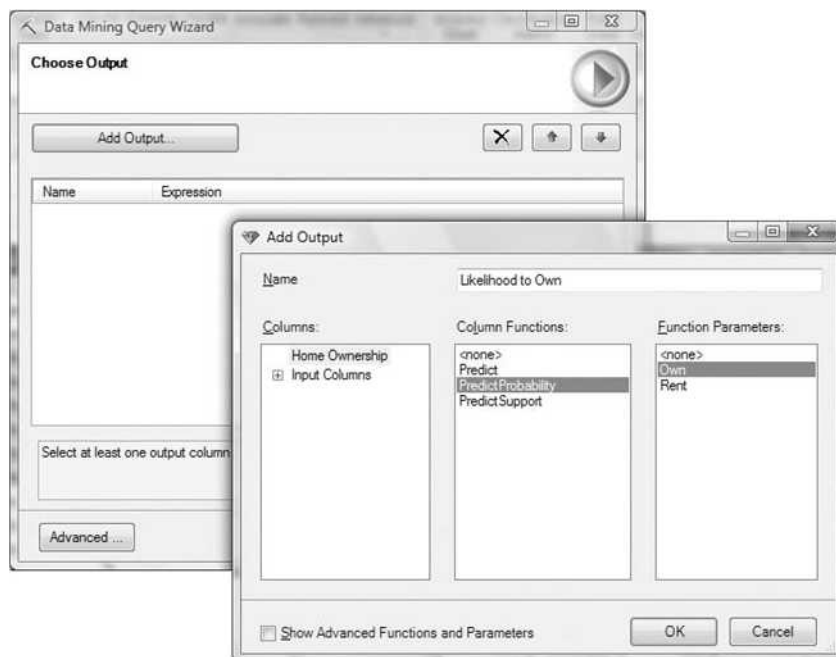 Data Mining Query Wizard
Choose Output
Add Output...
Name Expression
Select at least one output column
Advanced ...
Add Output
Name Likelihood to Own
Columns: Column Functions: Function Parameters:
Home Ownership <none> <none>
Input Columns Predict Own
PredictProbability Rent
PredictSupport
Show Advanced Functions and Parameters OK Cancel